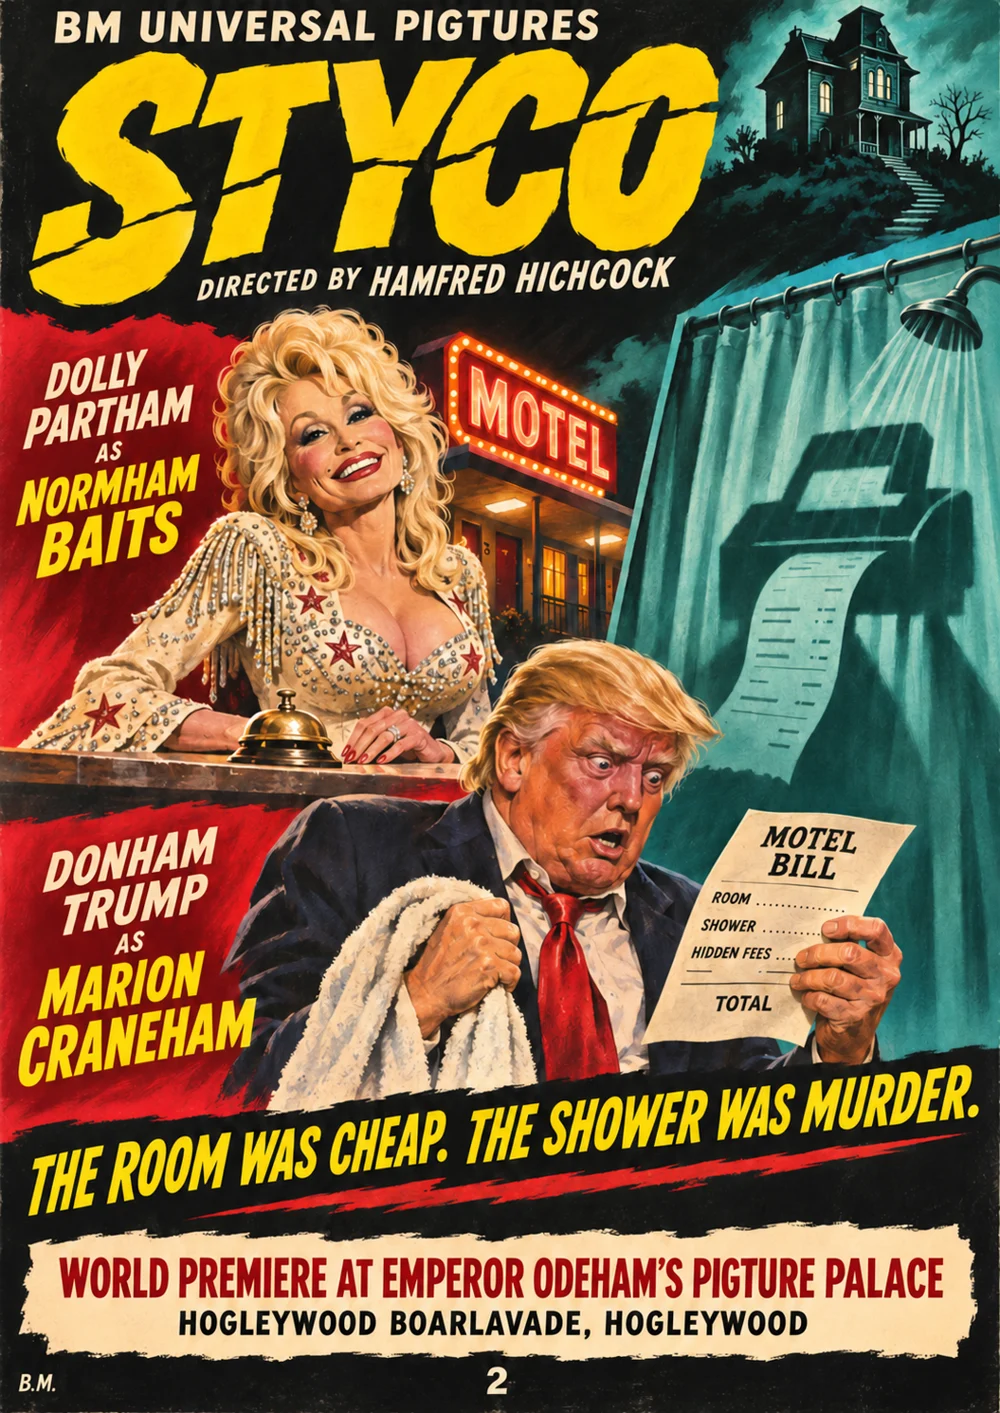 BM UNIVERSAL PIGTURES
STYCO
DIRECTED BY HAMFRED HICHCOCK
DOLLY
PARTHAM
AS
NORMHAM
BAITS
MOTEL
DONHAM
TRUMP
AS
MARION
CRANEHAM
MOTEL
BILL
ROOM ..............
SHOWER ..........
HIDDEN FEES ....
TOTAL
THE ROOM WAS CHEAP. THE SHOWER WAS MURDER.
WORLD PREMIERE AT EMPEROR ODEHAM'S PIGTURE PALACE
HOGLEYWOOD BOARLAVADE, HOGLEYWOOD
B.M.
2